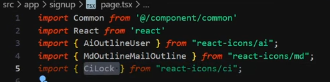 src > app > signup > page.tsx > ...
1 import Common from '@/component/common'
2 import React from 'react'
3 import { AiOutlineUser } from "react-icons/ai";
4 import { MdOutlineMailOutline } from "react-icons/md";
5 import { CiLock } from "react-icons/ci";
6